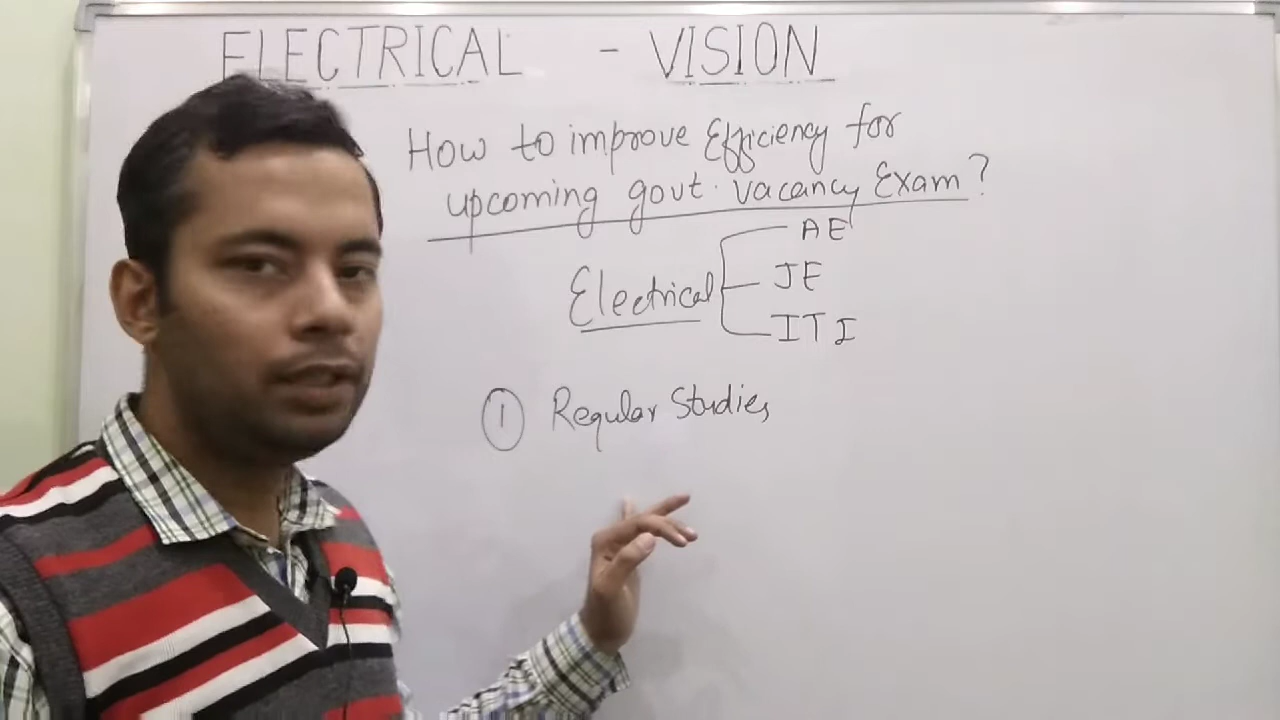 ELECTRICAL - VISION
How to improve Efficiency for
upcoming govt. vacancy Exam?
Electrical
AE
JE
ITI
1 Regular Studies